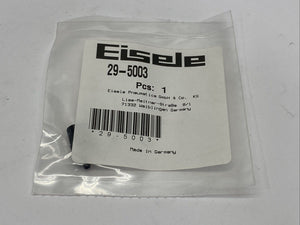 Eisele
29-5003
Pcs: 1
Eisele Pneumatics GmbH & Co. KG
Lise-Meitner-Straße 8/1
71332 Waiblingen Germany
*29-5003*
Made in Germany